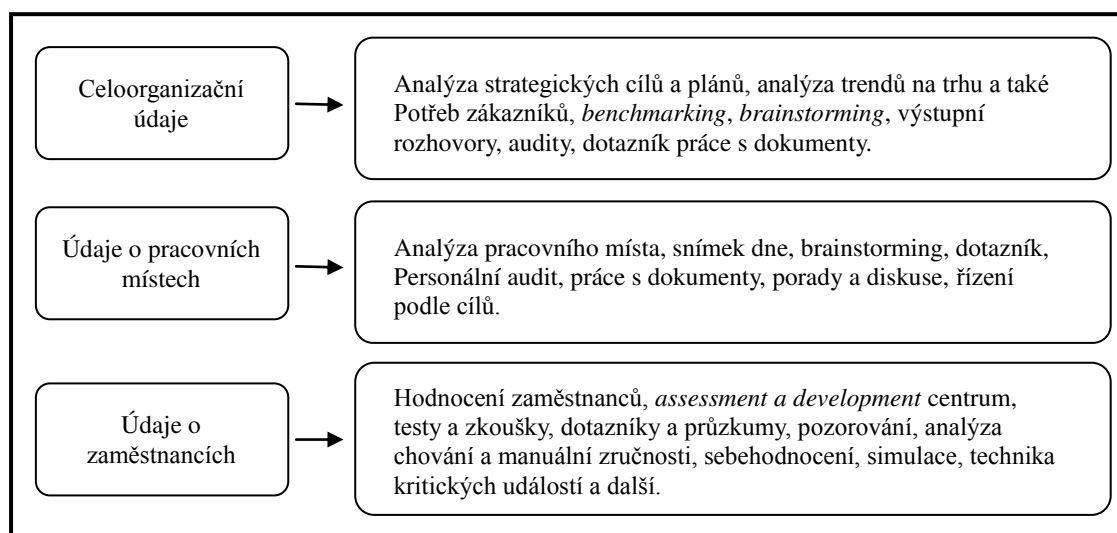 Celoorganizační
údaje
Analýza strategických cílů a plánů, analýza trendů na trhu a také
Potřeb zákazníků, benchmarking, brainstorming, výstupní
rozhovory, audity, dotazník práce s dokumenty.
Údaje o pracovních
místech
Analýza pracovního místa, snímek dne, brainstorming, dotazník,
Personální audit, práce s dokumenty, porady a diskuse, řízení
podle cílů.
Údaje o
zaměstnancích
Hodnocení zaměstnanců, assessment a development centrum,
testy a zkoušky, dotazníky a průzkumy, pozorování, analýza
chování a manuální zručnosti, sebehodnocení, simulace, technika
kritických událostí a další.